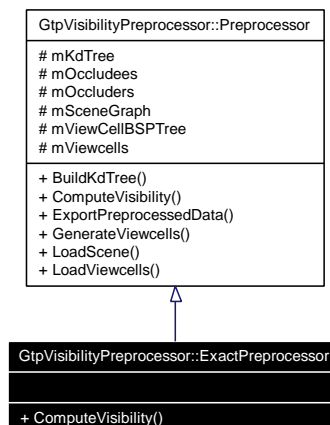 GtpVisibilityPreprocessor::Preprocessor
# mKdTree
# mOccludees
# mOccluders
# mSceneGraph
# mViewCellBSPTree
# mViewcells
+ BuildKdTree()
+ ComputeVisibility()
+ ExportPreprocessedData()
+ GenerateViewcells()
+ LoadScene()
+ LoadViewcells()
GtpVisibilityPreprocessor::ExactPreprocessor
+ ComputeVisibility()